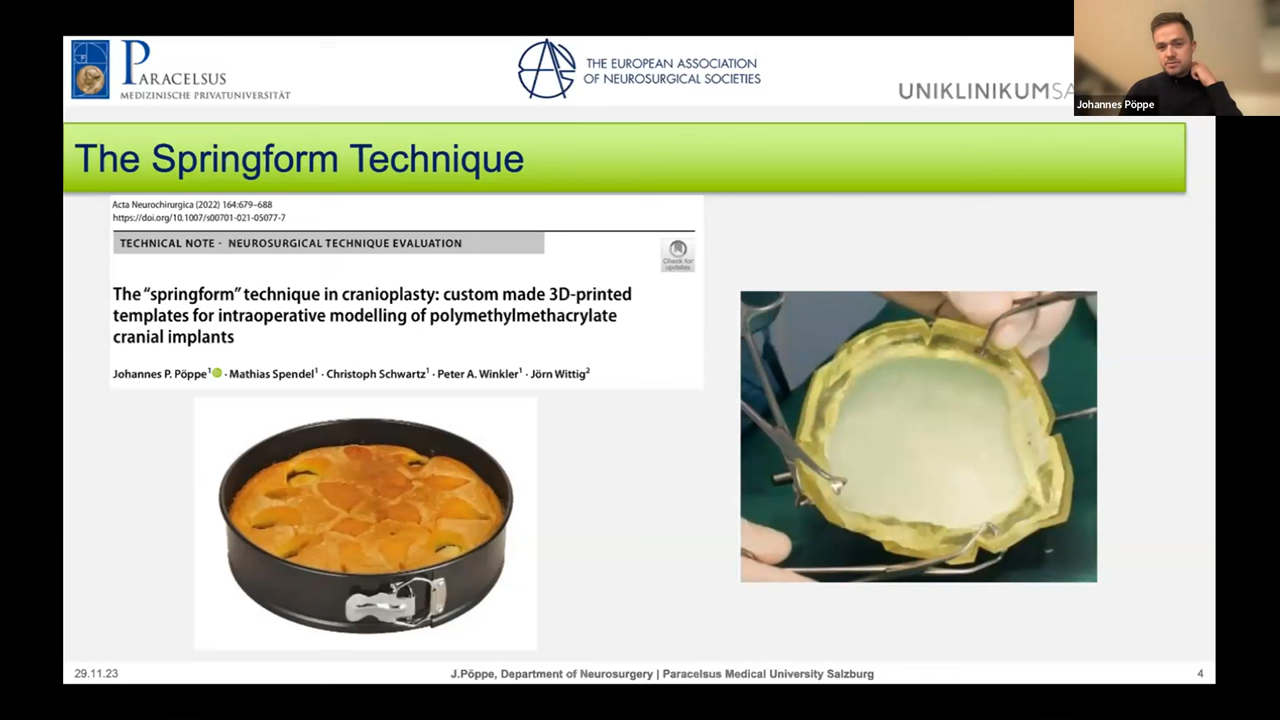 PARACELSUS
MEDIZINISCHE PRIVATUNIVERSITÄT
THE EUROPEAN ASSOCIATION
OF NEUROSURGICAL SOCIETIES
UNIKLINIKUMSA
Johannes Pöppe
The Springform Technique
Acta Neurochirurgica (2022) 164:679–688
https://doi.org/10.1007/s00701-021-05077-7
TECHNICAL NOTE - NEUROSURGICAL TECHNIQUE EVALUATION
Check for
updates
The "springform" technique in cranioplasty: custom made 3D-printed
templates for intraoperative modelling of polymethylmethacrylate
cranial implants
Johannes P. Pöppe1 · Mathias Spendel1 · Christoph Schwartz1 · Peter A. Winkler1 · Jörn Wittig2
29.11.23
J.Pöppe, Department of Neurosurgery | Paracelsus Medical University Salzburg
4